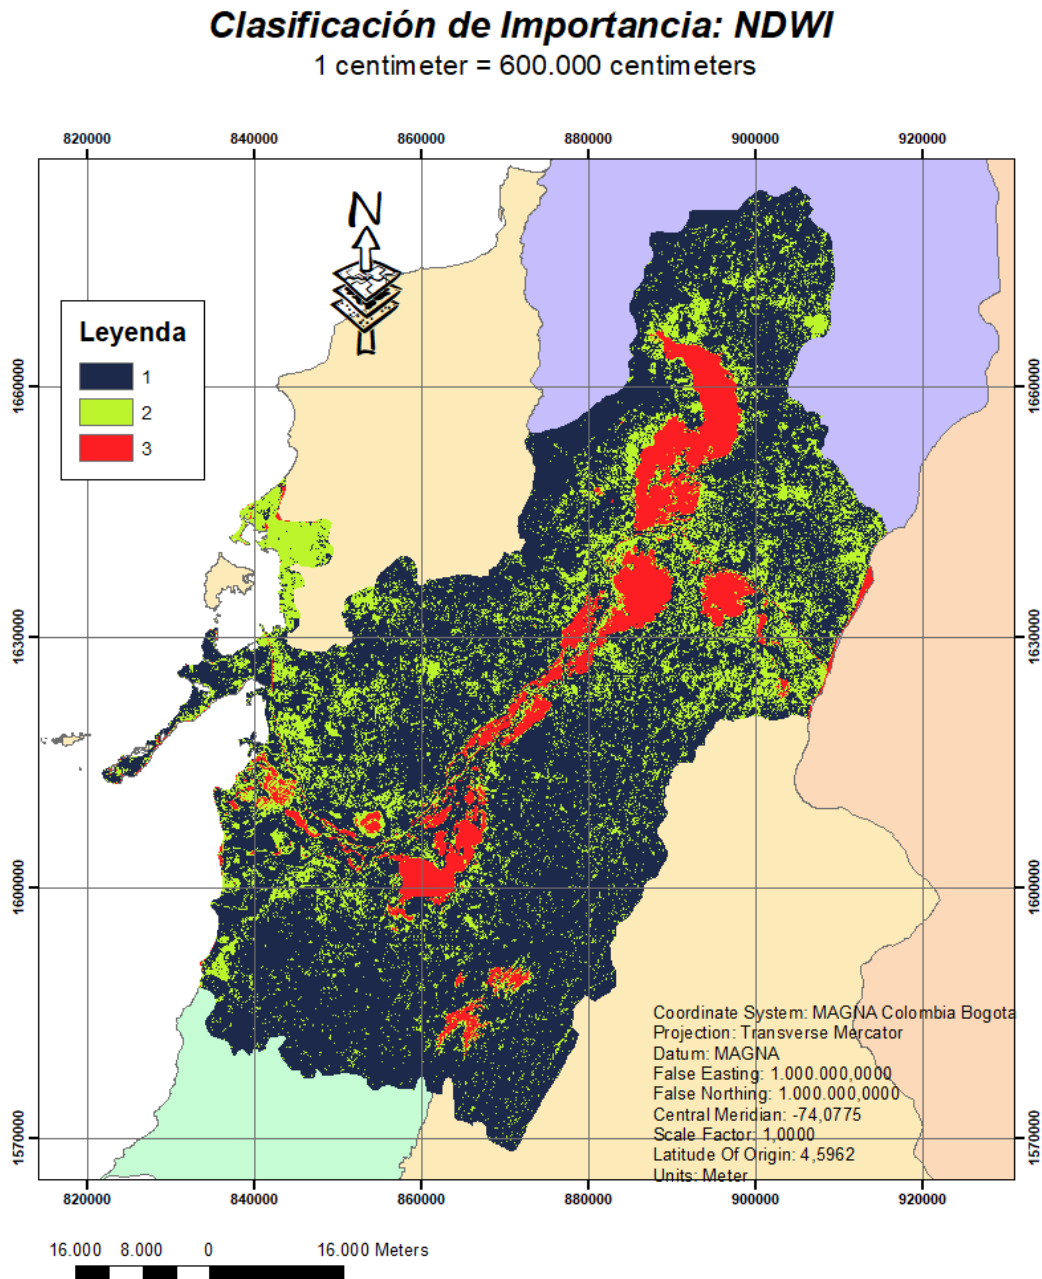 Clasificación de Importancia: NDWI
1 centimeter = 600.000 centimeters
820000 840000 860000 880000 900000 920000
N
Leyenda
1
2
3
1660000 1660000
1630000 1630000
1600000 1600000
1570000 1570000
Coordinate System: MAGNA Colombia Bogota
Projection: Transverse Mercator
Datum: MAGNA
False Easting: 1.000.000,0000
False Northing: 1.000.000,0000
Central Meridian: -74,0775
Scale Factor: 1,0000
Latitude Of Origin: 4,5962
Units: Meter
820000 840000 860000 880000 900000 920000
16.000 8.000 0 16.000 Meters